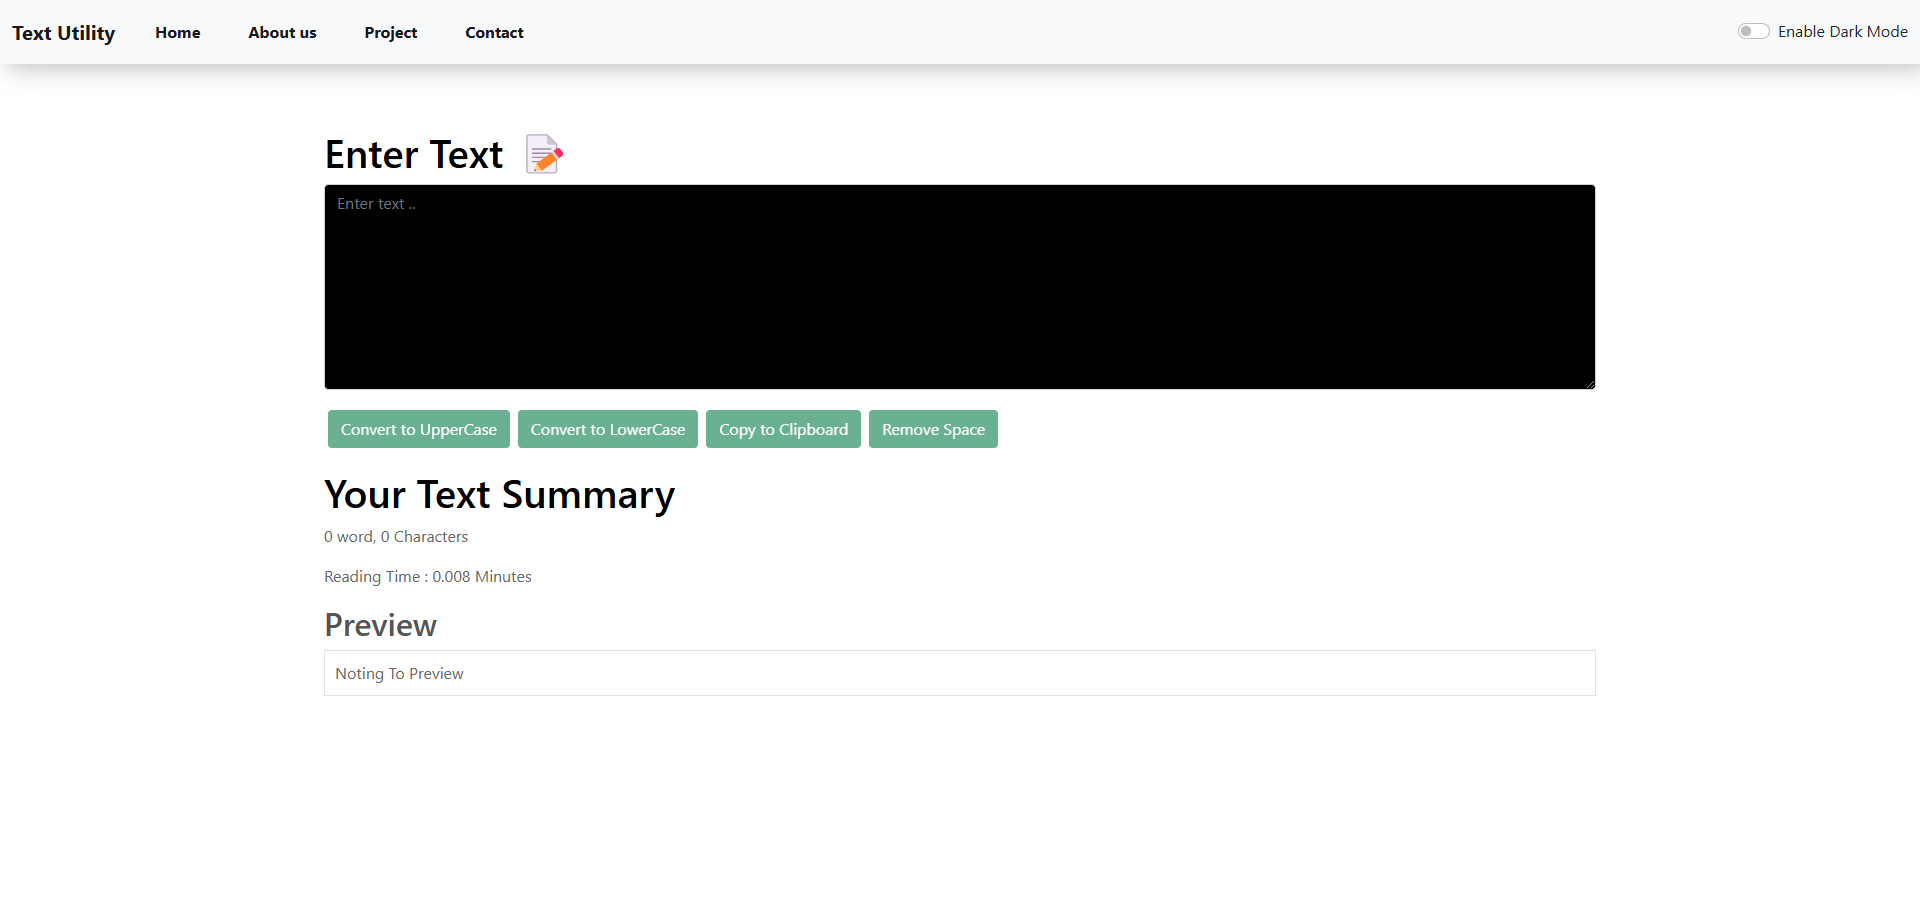 Text Utility Home About us Project Contact Enable Dark Mode
Enter Text
Enter text ..
Convert to UpperCase Convert to LowerCase Copy to Clipboard Remove Space
Your Text Summary
0 word, 0 Characters
Reading Time : 0.008 Minutes
Preview
Noting To Preview